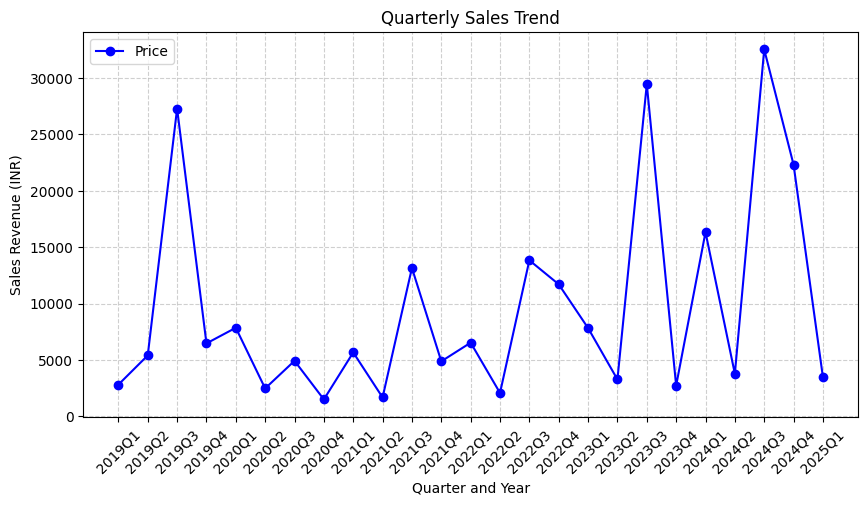 Quarterly Sales Trend
Price
30000
25000
20000
15000
10000
5000
0
Sales Revenue (INR)
2019Q1
2019Q2
2019Q3
2019Q4
2020Q1
2020Q2
2020Q3
2020Q4
2021Q1
2021Q2
2021Q3
2021Q4
2022Q1
2022Q2
2022Q3
2022Q4
2023Q1
2023Q2
2023Q3
2023Q4
2024Q1
2024Q2
2024Q3
2024Q4
2025Q1
Quarter and Year